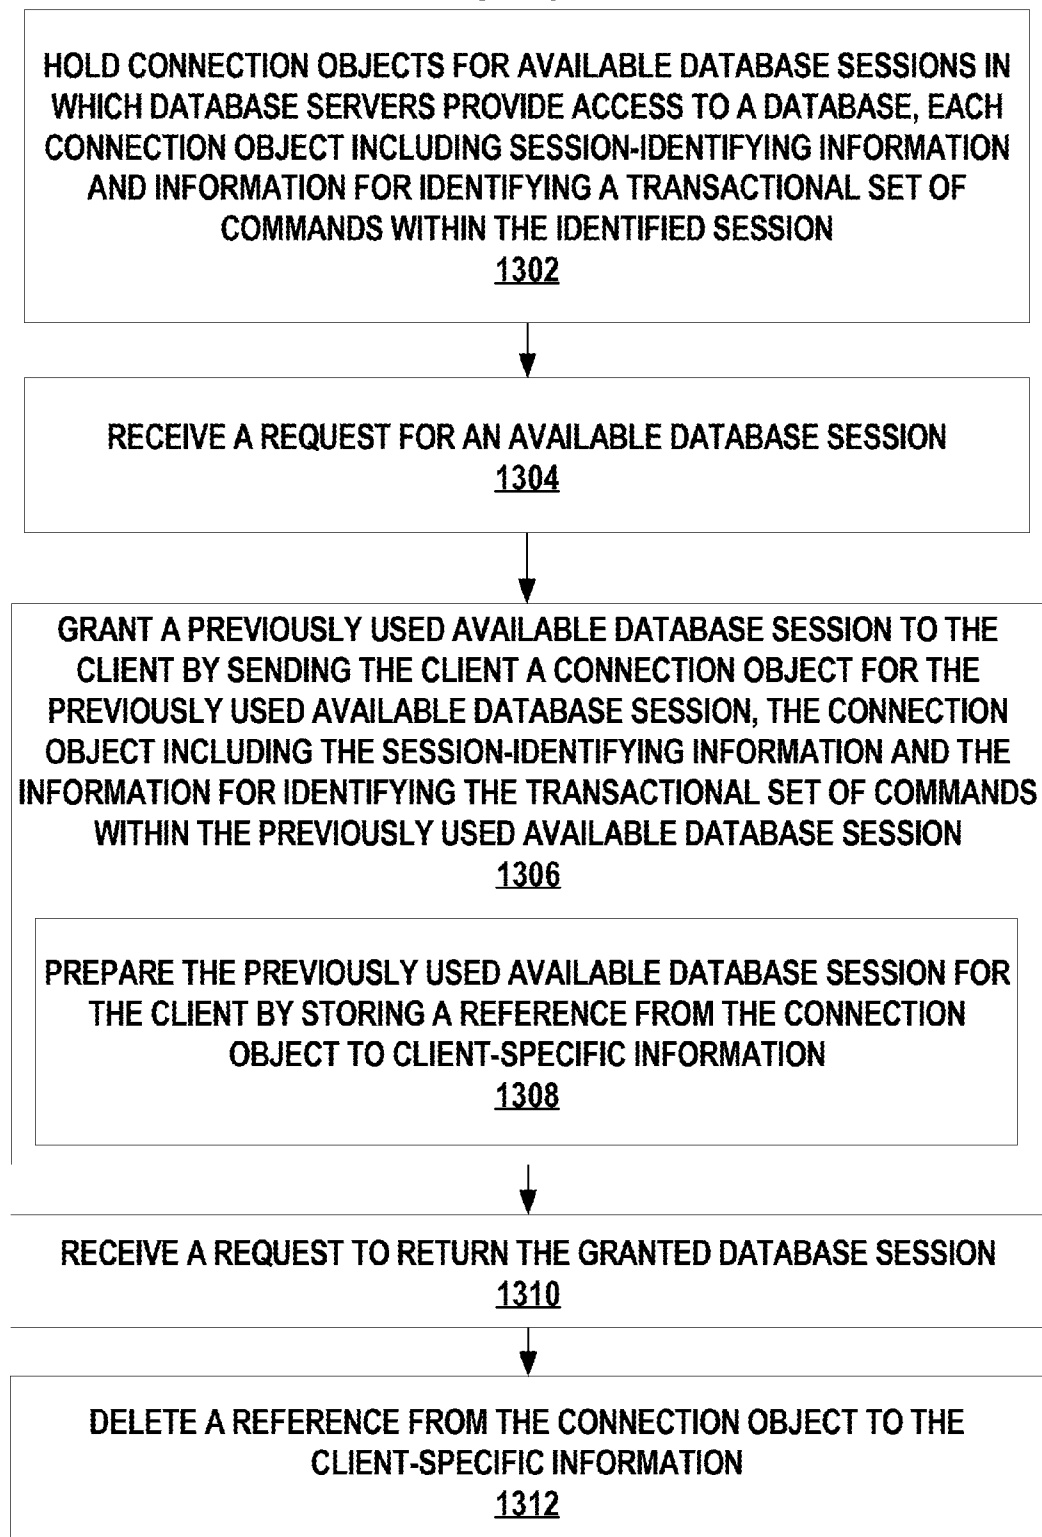 HOLD CONNECTION OBJECTS FOR AVAILABLE DATABASE SESSIONS IN
WHICH DATABASE SERVERS PROVIDE ACCESS TO A DATABASE, EACH
CONNECTION OBJECT INCLUDING SESSION-IDENTIFYING INFORMATION
AND INFORMATION FOR IDENTIFYING A TRANSACTIONAL SET OF
COMMANDS WITHIN THE IDENTIFIED SESSION
1302
RECEIVE A REQUEST FOR AN AVAILABLE DATABASE SESSION
1304
GRANT A PREVIOUSLY USED AVAILABLE DATABASE SESSION TO THE
CLIENT BY SENDING THE CLIENT A CONNECTION OBJECT FOR THE
PREVIOUSLY USED AVAILABLE DATABASE SESSION, THE CONNECTION
OBJECT INCLUDING THE SESSION-IDENTIFYING INFORMATION AND THE
INFORMATION FOR IDENTIFYING THE TRANSACTIONAL SET OF COMMANDS
WITHIN THE PREVIOUSLY USED AVAILABLE DATABASE SESSION
1306
PREPARE THE PREVIOUSLY USED AVAILABLE DATABASE SESSION FOR
THE CLIENT BY STORING A REFERENCE FROM THE CONNECTION
OBJECT TO CLIENT-SPECIFIC INFORMATION
1308
RECEIVE A REQUEST TO RETURN THE GRANTED DATABASE SESSION
1310
DELETE A REFERENCE FROM THE CONNECTION OBJECT TO THE
CLIENT-SPECIFIC INFORMATION
1312